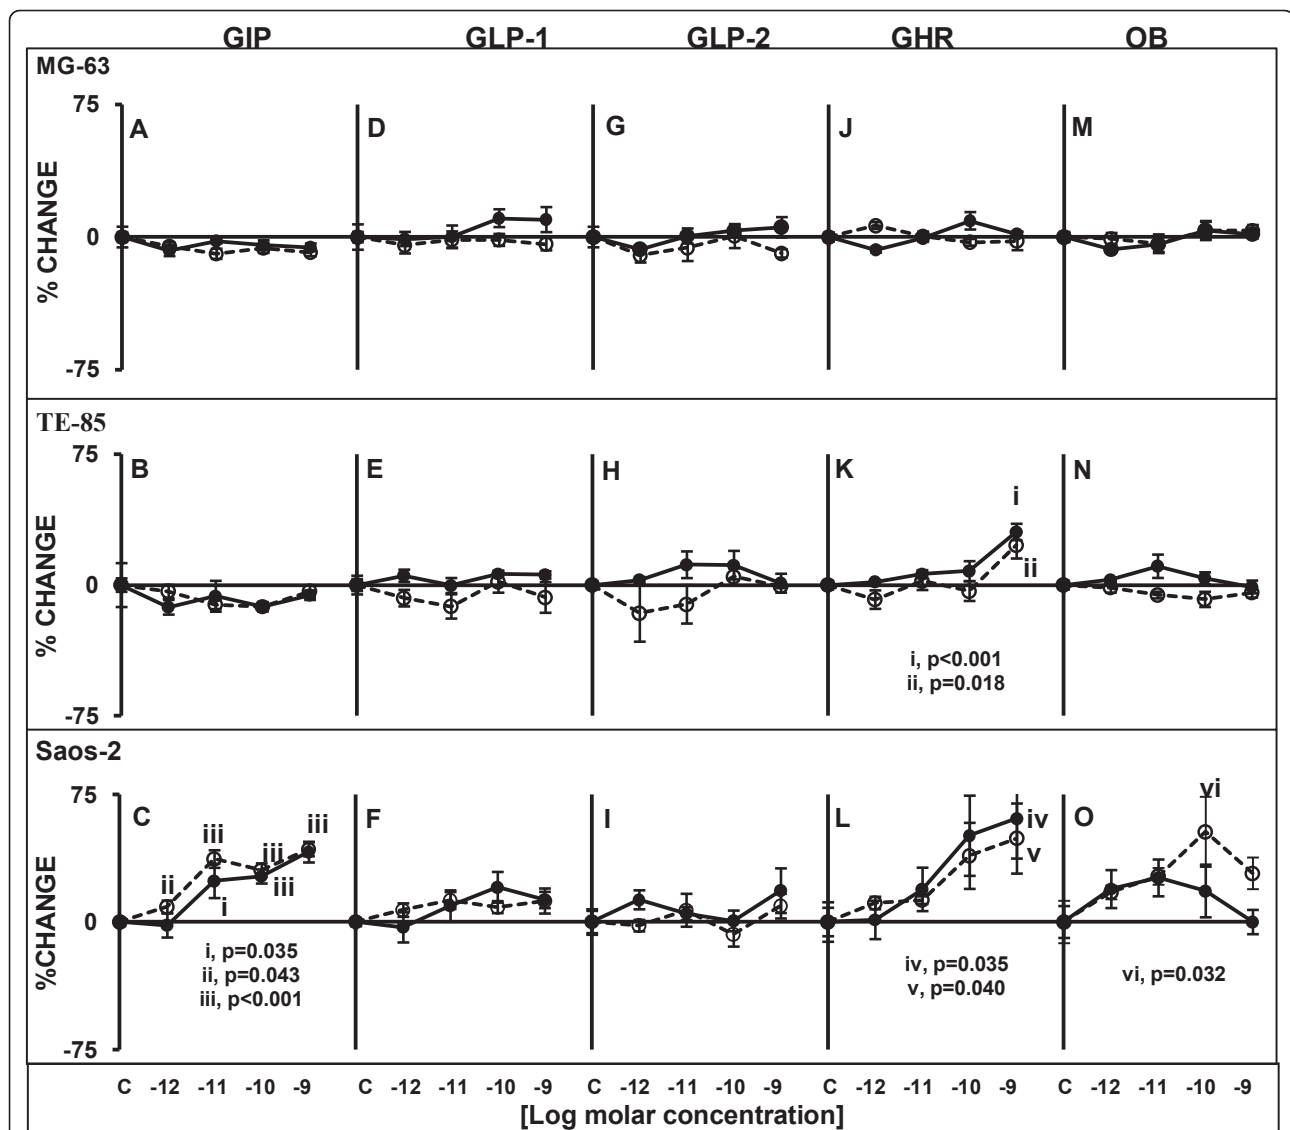 GIP GLP-1 GLP-2 GHR OB
MG-63
75
A D G J M
% CHANGE
0
-75
TE-85
75
B E H K N
i
% CHANGE
0
ii
i, p<0.001
ii, p=0.018
-75
Saos-2
75
C F I L O
iii iii vi
ii iii iv
i iii v
%CHANGE
0
i, p=0.035
ii, p=0.043
iii, p<0.001
iv, p=0.035
v, p=0.040
vi, p=0.032
-75
C -12 -11 -10 -9 C -12 -11 -10 -9 C -12 -11 -10 -9 C -12 -11 -10 -9 C -12 -11 -10 -9
[Log molar concentration]